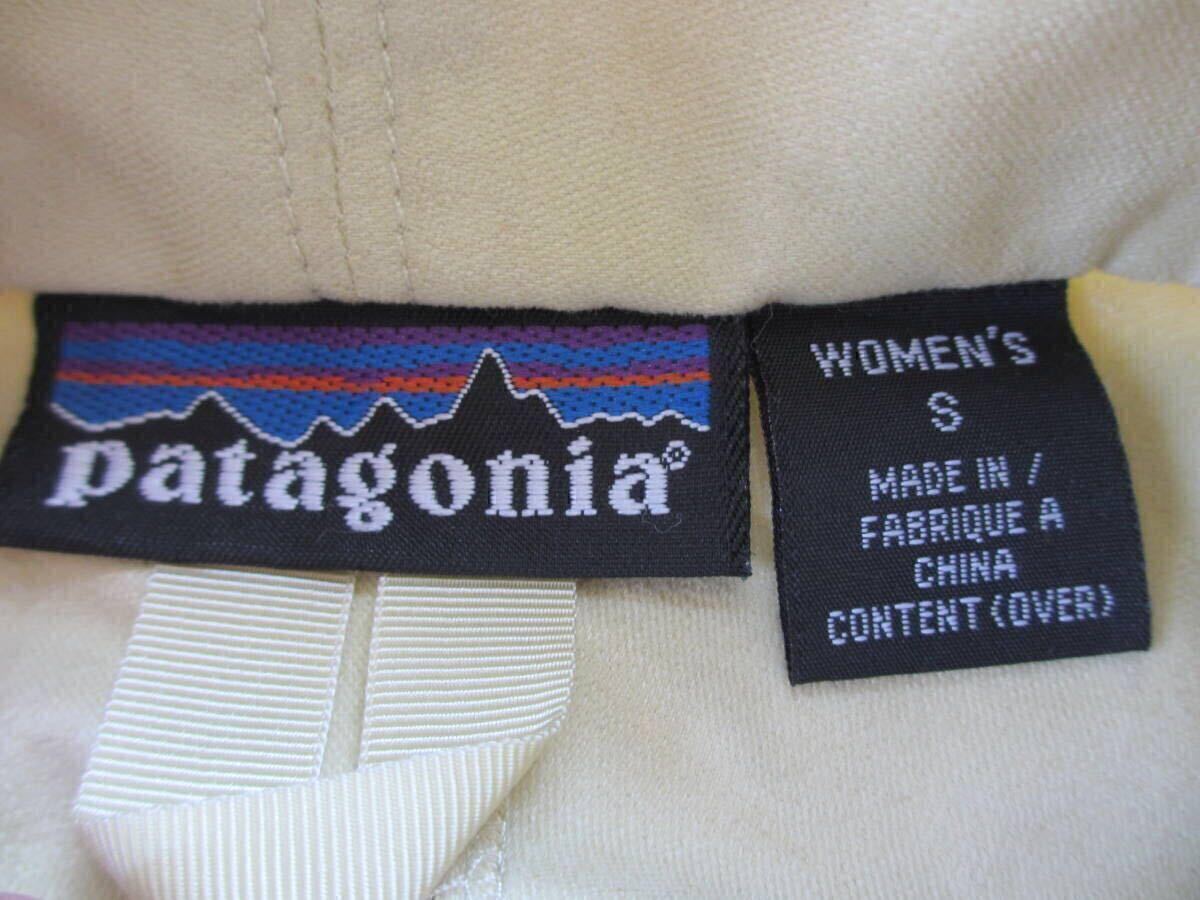 patagonia®
WOMEN'S
S
MADE IN /
FABRIQUE A
CHINA
CONTENT (OVER)